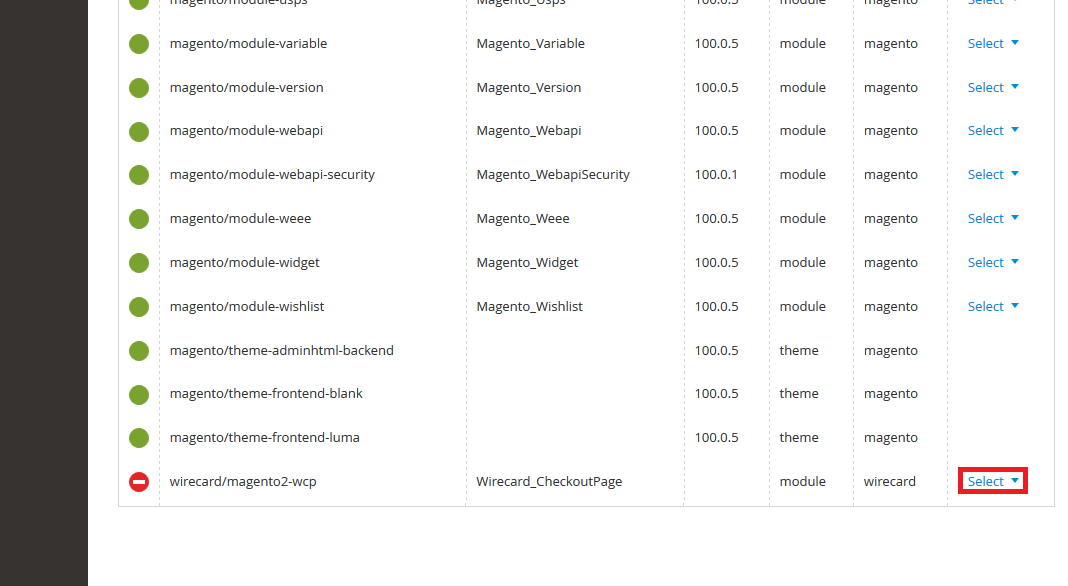 magento/module-usps Magento_Usps 100.0.5 module magento Select
magento/module-variable Magento_Variable 100.0.5 module magento Select
magento/module-version Magento_Version 100.0.5 module magento Select
magento/module-webapi Magento_Webapi 100.0.5 module magento Select
magento/module-webapi-security Magento_WebapiSecurity 100.0.1 module magento Select
magento/module-weee Magento_Weee 100.0.5 module magento Select
magento/module-widget Magento_Widget 100.0.5 module magento Select
magento/module-wishlist Magento_Wishlist 100.0.5 module magento Select
magento/theme-adminhtml-backend 100.0.5 theme magento
magento/theme-frontend-blank 100.0.5 theme magento
magento/theme-frontend-luma 100.0.5 theme magento
wirecard/magento2-wcp Wirecard_CheckoutPage module wirecard Select